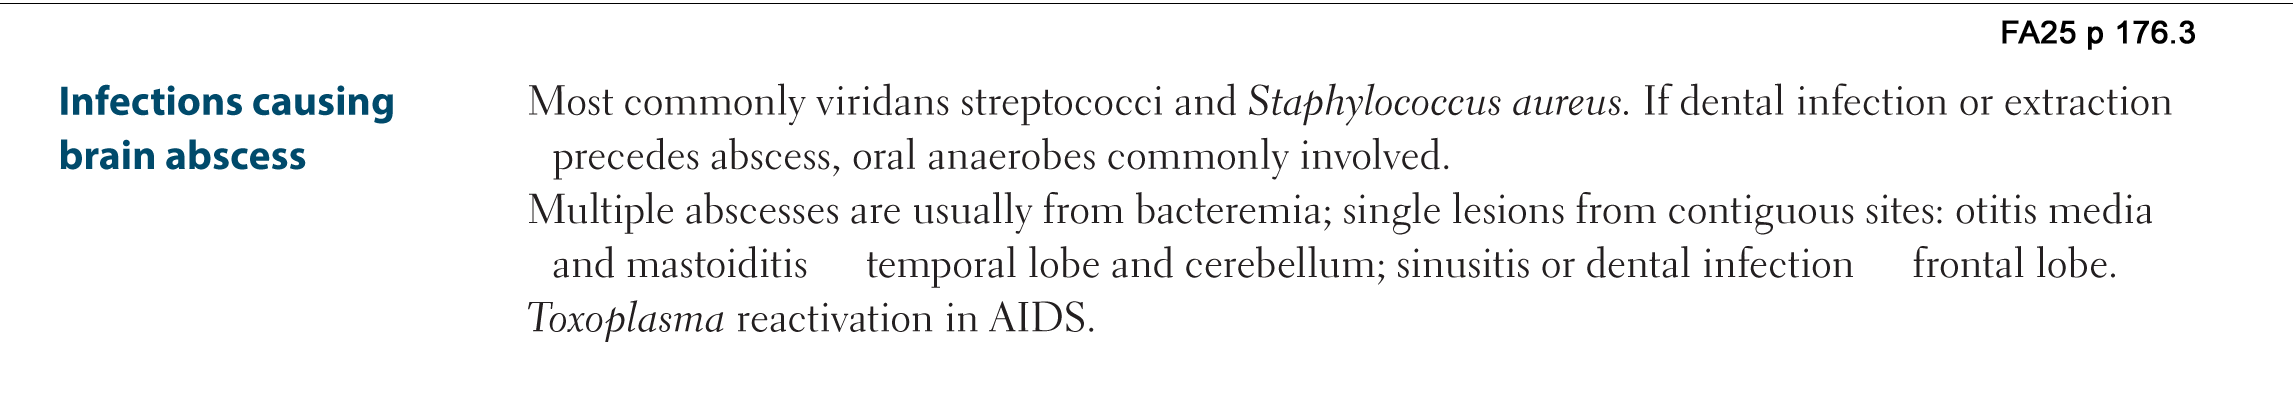 FA25 p 176.3
Infections causing
brain abscess
Most commonly viridans streptococci and Staphylococcus aureus. If dental infection or extraction
precedes abscess, oral anaerobes commonly involved.
Multiple abscesses are usually from bacteremia; single lesions from contiguous sites: otitis media
and mastoiditis temporal lobe and cerebellum; sinusitis or dental infection frontal lobe.
Toxoplasma reactivation in AIDS.